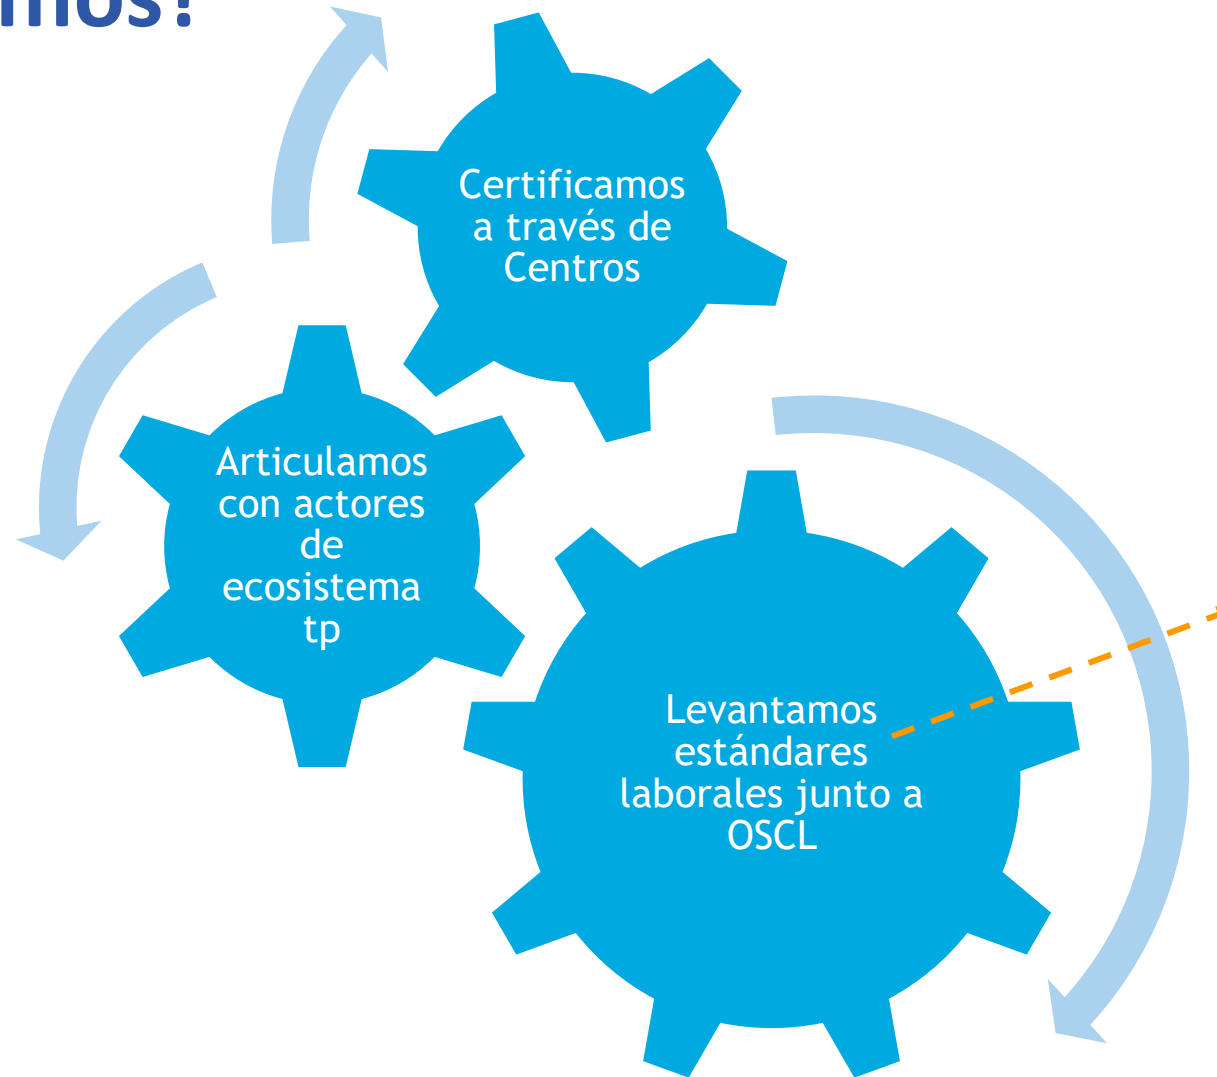 mos?
Certificamos
a través de
Centros
Articulamos
con actores
de
ecosistema
tp
Levantamos
estándares
laborales junto a
OSCL